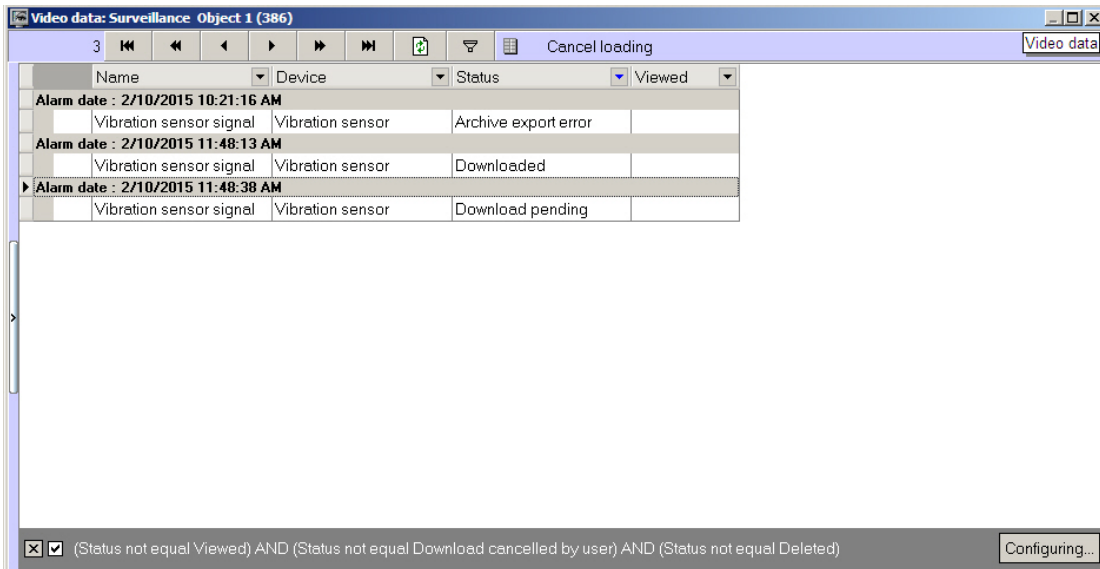 Video data: Surveillance Object 1 (386)
3 Cancel loading Video data
Name Device Status Viewed
Alarm date : 2/10/2015 10:21:16 AM
Vibration sensor signal Vibration sensor Archive export error
Alarm date : 2/10/2015 11:48:13 AM
Vibration sensor signal Vibration sensor Downloaded
Alarm date : 2/10/2015 11:48:38 AM
Vibration sensor signal Vibration sensor Download pending
(Status not equal Viewed) AND (Status not equal Download cancelled by user) AND (Status not equal Deleted) Configuring...